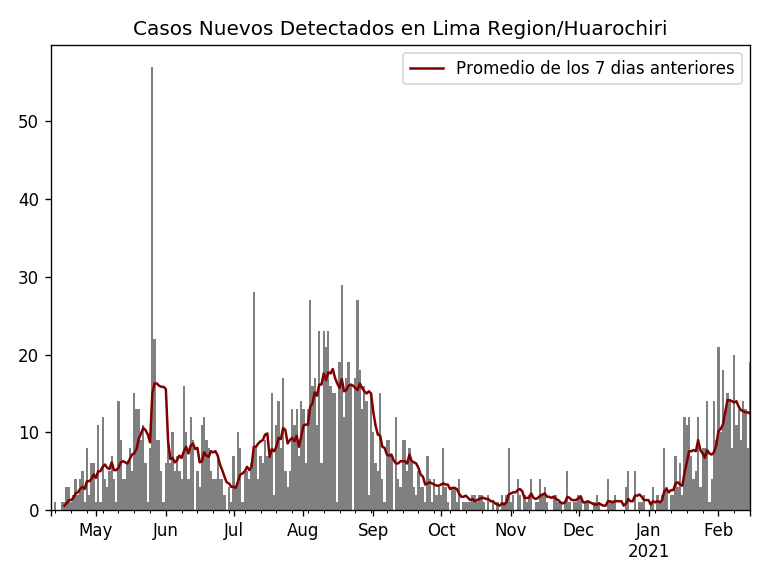 Casos Nuevos Detectados en Lima Region/Huarochiri
Promedio de los 7 dias anteriores
50
40
30
20
10
0
May Jun Jul Aug Sep Oct Nov Dec Jan Feb
2021